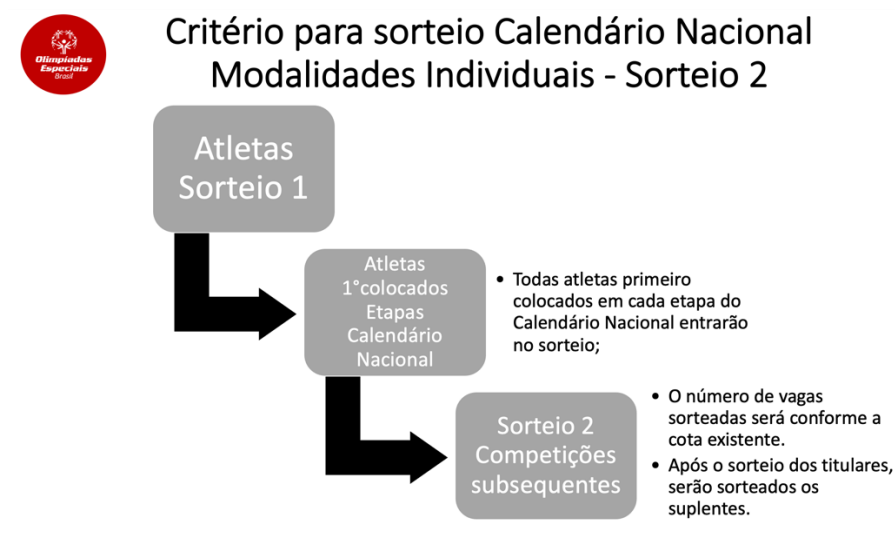 Olimpíadas
Especiais
Brasil
Critério para sorteio Calendário Nacional
Modalidades Individuais - Sorteio 2
Atletas
Sorteio 1
Atletas
1°colocados
Etapas
Calendário
Nacional
• Todas atletas primeiro
colocados em cada etapa do
Calendário Nacional entrarão
no sorteio;
Sorteio 2
Competições
subsequentes
• O número de vagas
sorteadas será conforme a
cota existente.
• Após o sorteio dos titulares,
serão sorteados os
suplentes.